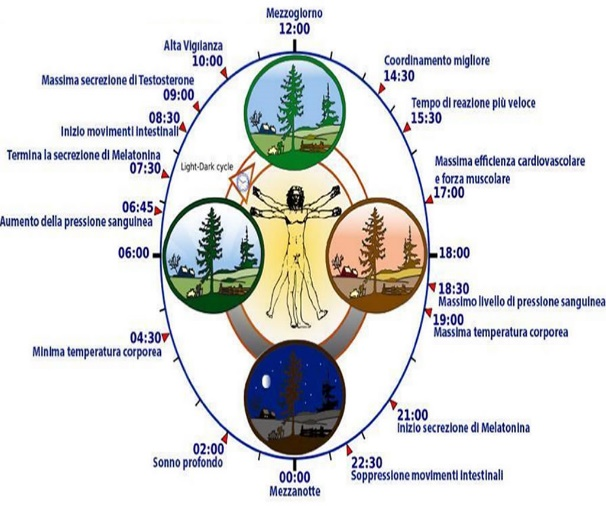 Mezzogiorno
12:00
Coordinamento migliore
14:30
Tempo di reazione più veloce
15:30
Massima efficienza cardiovascolare
e forza muscolare
17:00
18:00
18:30
Massimo livello di pressione sanguinea
19:00
Massima temperatura corporea
21:00
Inizio secrezione di Melatonina
22:30
Soppressione movimenti intestinali
00:00
Mezzanotte
02:00
Sonno profondo
04:30
Minima temperatura corporea
06:00
06:45
Aumento della pressione sanguinea
Termina la secrezione di Melatonina
07:30
08:30
Inizio movimenti intestinali
Massima secrezione di Testosterone
09:00
Alta Vigilanza
10:00
Light-Dark cycle